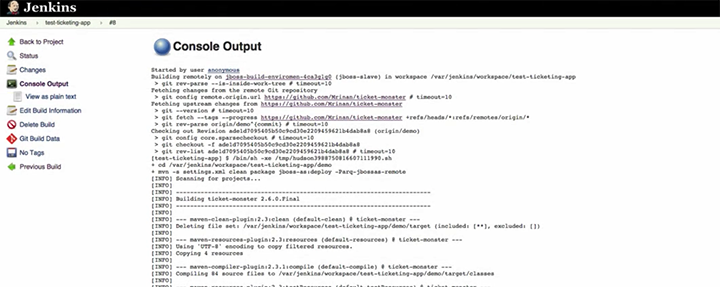 Jenkins
Jenkins › test-ticketing-app › #8
Back to Project
Status
Changes
Console Output
View as plain text
Edit Build Information
Delete Build
Git Build Data
No Tags
Previous Build
Console Output
Started by user anonymous
Building remotely on jboss-build-enviromen-4ca3glg0 (jboss-slave) in workspace /var/jenkins/workspace/test-ticketing-app
> git rev-parse --is-inside-work-tree # timeout=10
Fetching changes from the remote Git repository
> git config remote.origin.url https://github.com/Mrinan/ticket-monster # timeout=10
Fetching upstream changes from https://github.com/Mrinan/ticket-monster
> git --version # timeout=10
> git fetch --tags --progress https://github.com/Mrinan/ticket-monster +refs/heads/*:refs/remotes/origin/*
> git rev-parse origin/demo^{commit} # timeout=10
Checking out Revision ade1d7095405b50c9cd30e2209459621b4dab8a8 (origin/demo)
> git config core.sparsecheckout # timeout=10
> git checkout -f ade1d7095405b50c9cd30e2209459621b4dab8a8
> git rev-list ade1d7095405b50c9cd30e2209459621b4dab8a8 # timeout=10
[test-ticketing-app] $ /bin/sh -xe /tmp/hudson3988750816607111990.sh
+ cd /var/jenkins/workspace/test-ticketing-app/demo
+ mvn -s settings.xml clean package jboss-as:deploy -Parq-jbossas-remote
[INFO] Scanning for projects...
[INFO]
[INFO] ------------------------------------------------------------------------
[INFO] Building ticket-monster 2.6.0.Final
[INFO] ------------------------------------------------------------------------
[INFO]
[INFO] --- maven-clean-plugin:2.3:clean (default-clean) @ ticket-monster ---
[INFO] Deleting file set: /var/jenkins/workspace/test-ticketing-app/demo/target (included: [**], excluded: [])
[INFO]
[INFO] --- maven-resources-plugin:2.3:resources (default-resources) @ ticket-monster ---
[INFO] Using 'UTF-8' encoding to copy filtered resources.
[INFO] Copying 4 resources
[INFO]
[INFO] --- maven-compiler-plugin:2.3.1:compile (default-compile) @ ticket-monster ---
[INFO] Compiling 84 source files to /var/jenkins/workspace/test-ticketing-app/demo/target/classes
[INFO]